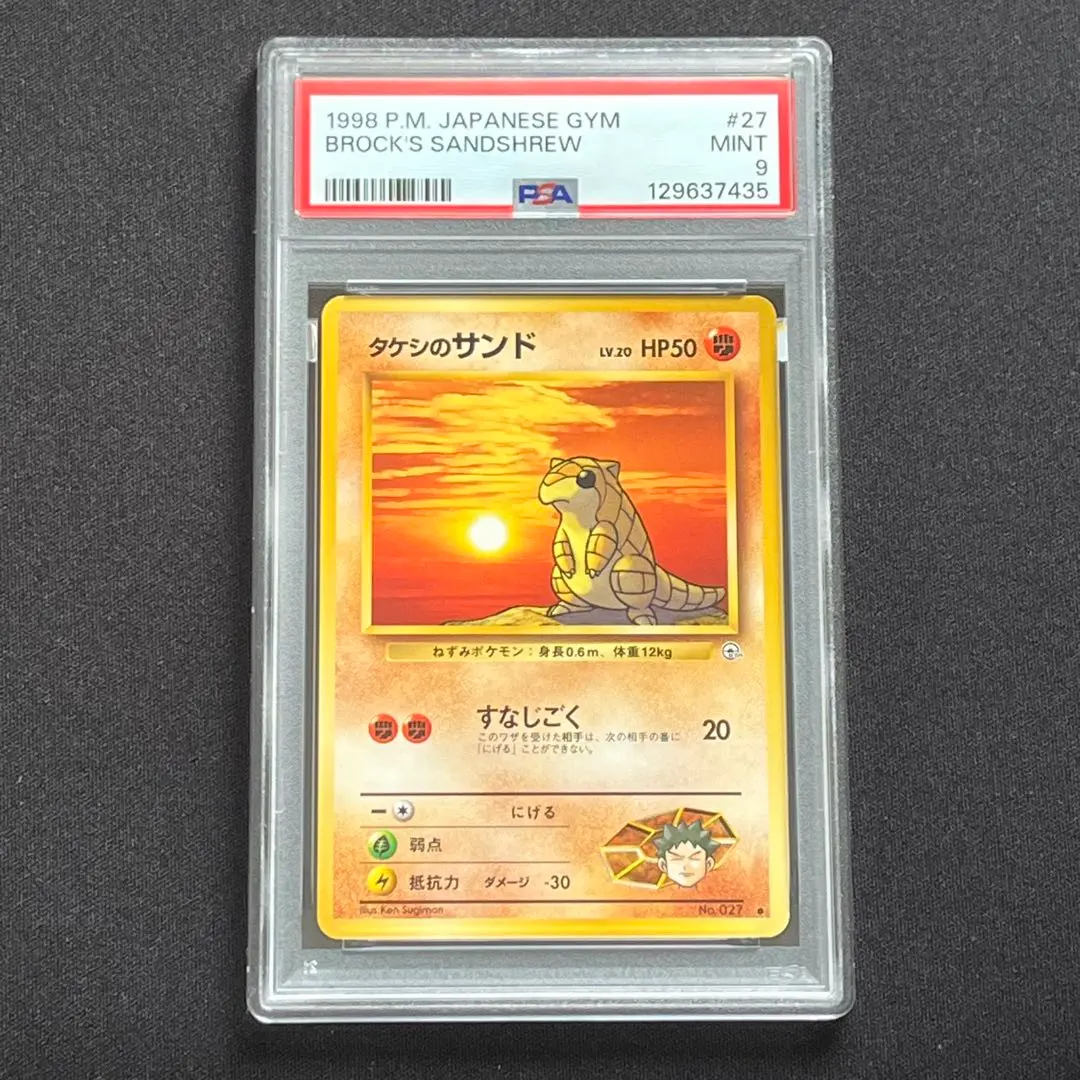 1998 P.M. JAPANESE GYM #27
BROCK'S SANDSHREW MINT
9
PSA 129637435
タケシのサンド LV.20 HP50
ねずみポケモン：身長0.6m、体重12kg
すなじごく 20
このワザを受けた相手は、次の相手の番に
「にげる」ことができない。
にげる
弱点
抵抗力 ダメージ -30
Illus. Ken Sugimori No. 027